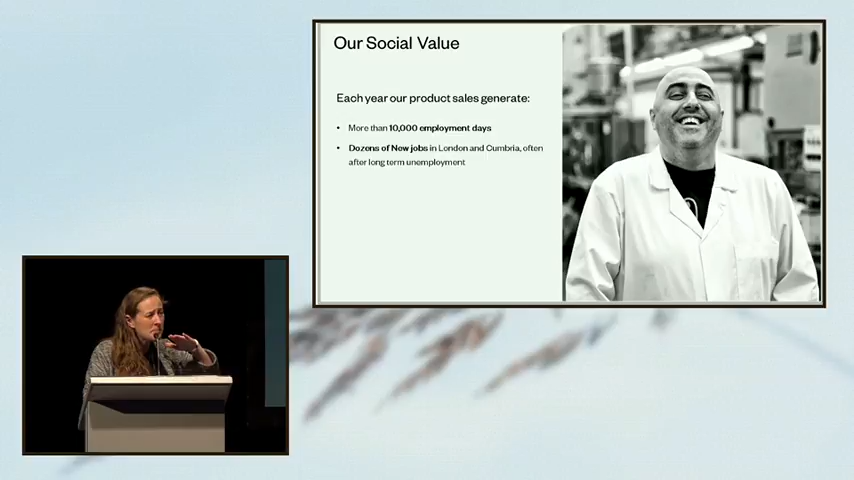 Our Social Value
Each year our product sales generate:
• More than 10,000 employment days
• Dozens of New jobs in London and Cumbria, often
after long term unemployment